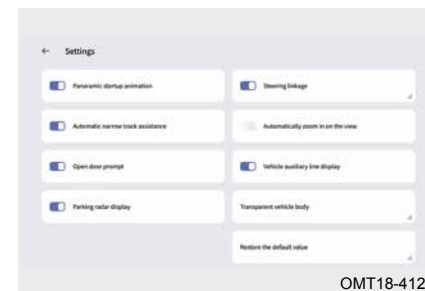 ← Settings
Panoramic startup animation
Steering linkage
Automatic narrow track assistance
Automatically zoom in on the view
Open door prompt
Vehicle auxiliary line display
Parking radar display
Transparent vehicle body
Restore the default value
OMT18-412